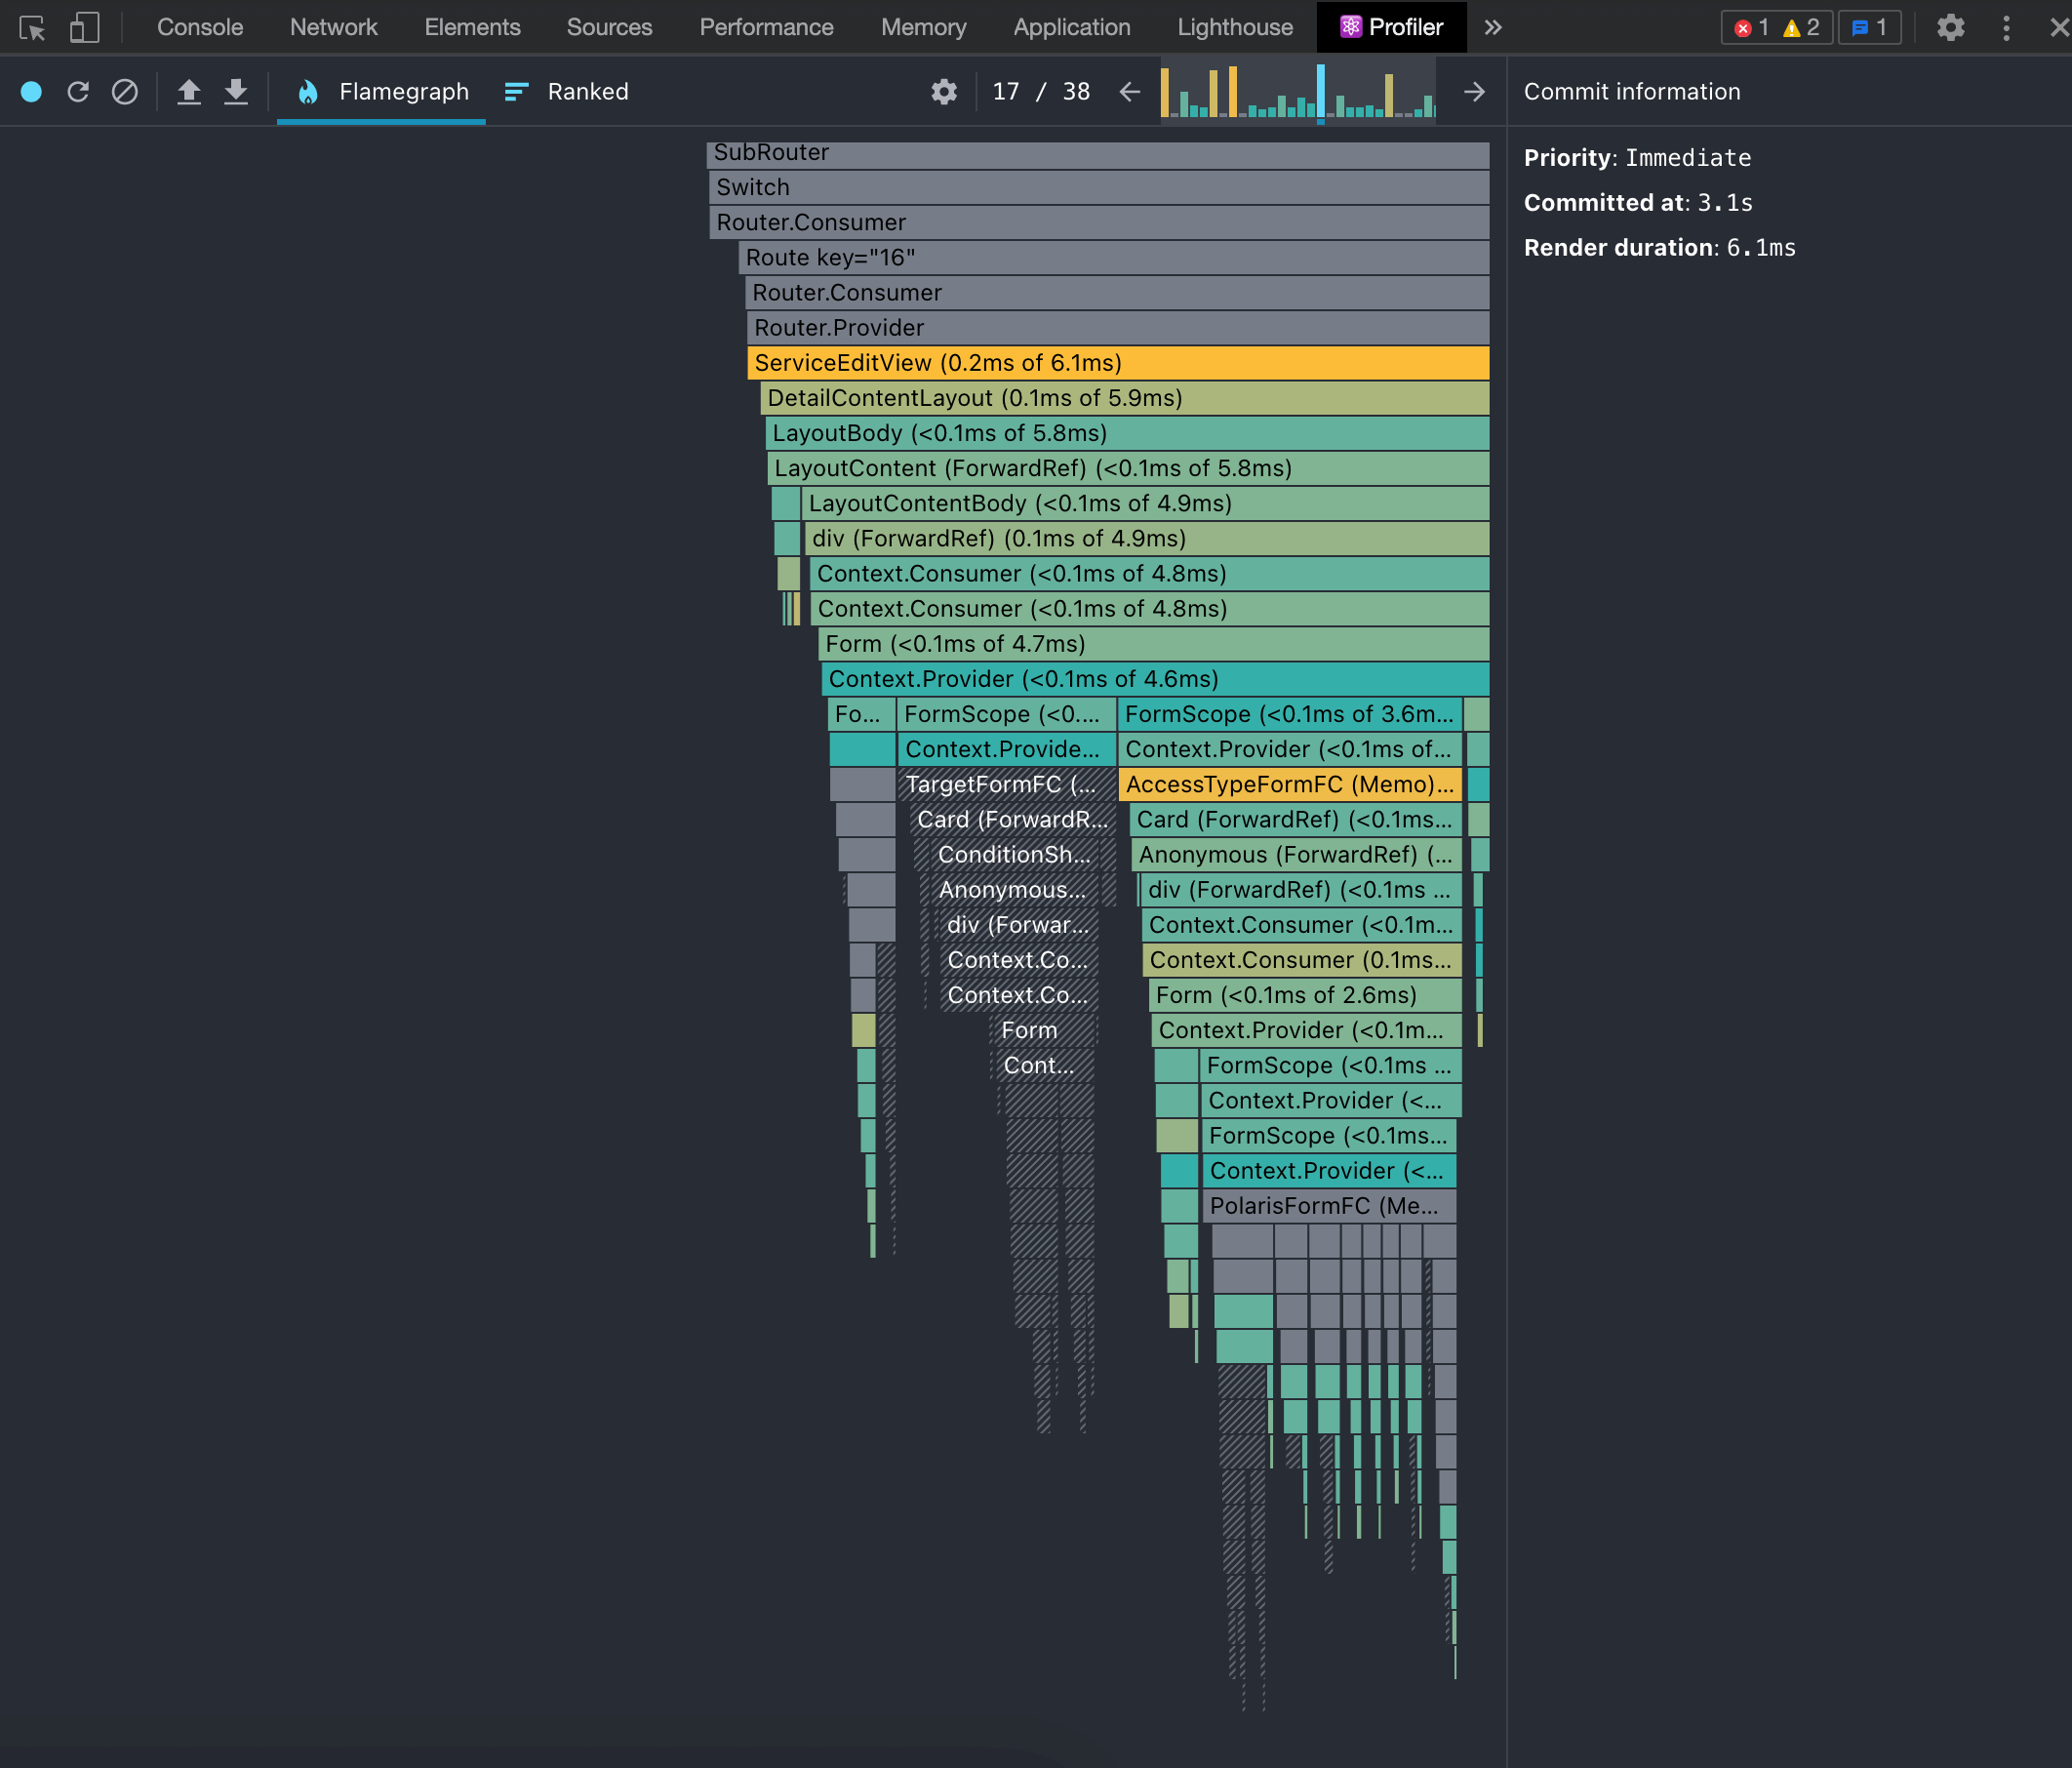 Console Network Elements Sources Performance Memory Application Lighthouse Profiler 1 2 1
Flamegraph Ranked 17 / 38 Commit information
Priority: Immediate
Committed at: 3.1s
Render duration: 6.1ms
SubRouter
Switch
Router.Consumer
Route key="16"
Router.Consumer
Router.Provider
ServiceEditView (0.2ms of 6.1ms)
DetailContentLayout (0.1ms of 5.9ms)
LayoutBody (<0.1ms of 5.8ms)
LayoutContent (ForwardRef) (<0.1ms of 5.8ms)
LayoutContentBody (<0.1ms of 4.9ms)
div (ForwardRef) (0.1ms of 4.9ms)
Context.Consumer (<0.1ms of 4.8ms)
Context.Consumer (<0.1ms of 4.8ms)
Form (<0.1ms of 4.7ms)
Context.Provider (<0.1ms of 4.6ms)
Fo... FormScope (<0.... FormScope (<0.1ms of 3.6m...
Context.Provide... Context.Provider (<0.1ms of...
TargetFormFC (... AccessTypeFormFC (Memo)...
Card (ForwardR... Card (ForwardRef) (<0.1ms...
ConditionSh... Anonymous (ForwardRef) (...
Anonymous... div (ForwardRef) (<0.1ms ...
div (Forwar... Context.Consumer (<0.1m...
Context.Co... Context.Consumer (0.1ms...
Context.Co... Form (<0.1ms of 2.6ms)
Form Context.Provider (<0.1m...
Cont... FormScope (<0.1ms ...
Context.Provider (<...
FormScope (<0.1ms...
Context.Provider (<...
PolarisFormFC (Me...